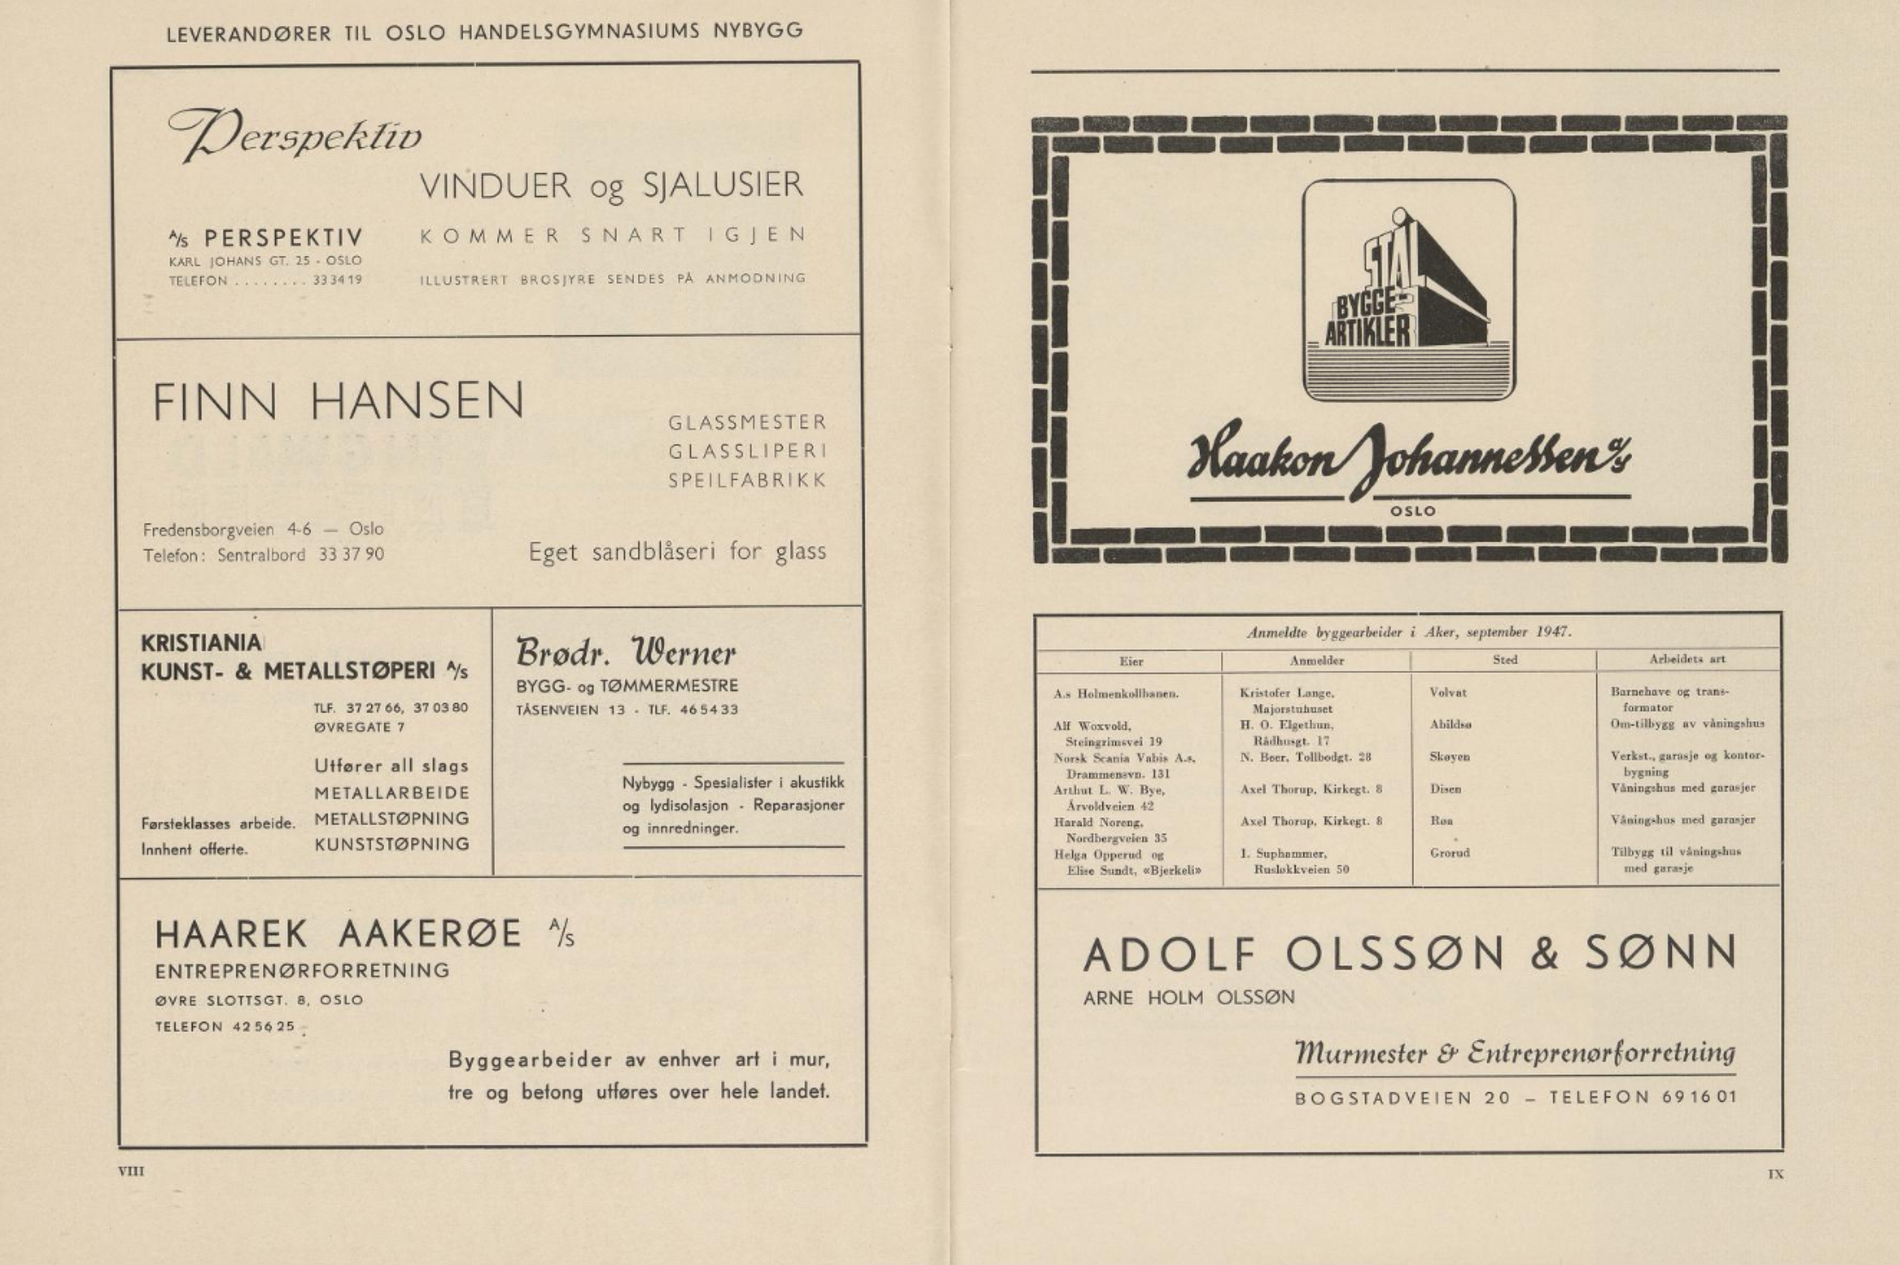 LEVERANDØRER TIL OSLO HANDELSGYMNASIUMS NYBYGG
Perspektiv
VINDUER og SJALUSIER
A/S PERSPEKTIV
KARL JOHANS GT. 25 - OSLO
TELEFON ........ 333419
KOMMER SNART IGJEN
ILLUSTRERT BROSJYRE SENDES PÅ ANMODNING
FINN HANSEN
GLASSMESTER
GLASSLIPERI
SPEILFABRIKK
Fredensborgveien 4-6 — Oslo
Telefon: Sentralbord 33 37 90
Eget sandblåseri for glass
KRISTIANIA
KUNST- & METALLSTØPERI A/S
TLF. 37 27 66, 37 03 80
ØVREGATE 7
Utfører all slags
METALLARBEIDE
METALLSTØPNING
KUNSTSTØPNING
Førsteklasses arbeide.
Innhent offerte.
Brødr. Werner
BYGG- og TØMMERMESTRE
TÅSENVEIEN 13 - TLF. 46 54 33
Nybygg - Spesialister i akustikk
og lydisolasjon - Reparasjoner
og innredninger.
HAAREK AAKERØE A/S
ENTREPRENØRFORRETNING
ØVRE SLOTTSGT. 8, OSLO
TELEFON 42 56 25
Byggearbeider av enhver art i mur,
tre og betong utføres over hele landet.
VIII
STÅL
BYGGE-
ARTIKLER
Haakon Johannessen a/s
OSLO
Anmeldte byggearbeider i Aker, september 1947.
Eier Anmelder Sted Arbeidets art
A.s Holmenkollbanen. Kristofer Lange, Volvat Barnehave og trans-
Majorstuhuset formator
Alf Woxvold, H. O. Elgethun, Abildsø Om-tilbygg av våningshus
Steingrimsvei 19 Rådhusgt. 17
Norsk Scania Vabis A.s, N. Beer, Tollbodgt. 28 Skøyen Verkst., garasje og kontor-
Drammensvn. 131 bygning
Arthut L. W. Bye, Axel Thorup, Kirkegt. 8 Disen Våningshus med garasjer
Årvoldveien 42
Harald Noreng, Axel Thorup, Kirkegt. 8 Røa Våningshus med garasjer
Nordbergveien 35
Helga Opperud og I. Suphammer, Grorud Tilbygg til våningshus
Elise Sundt, «Bjerkeli» Ruseløkkveien 50 med garasje
ADOLF OLSSØN & SØNN
ARNE HOLM OLSSØN
Murmester & Entreprenørforretning
BOGSTADVEIEN 20 – TELEFON 69 16 01
IX